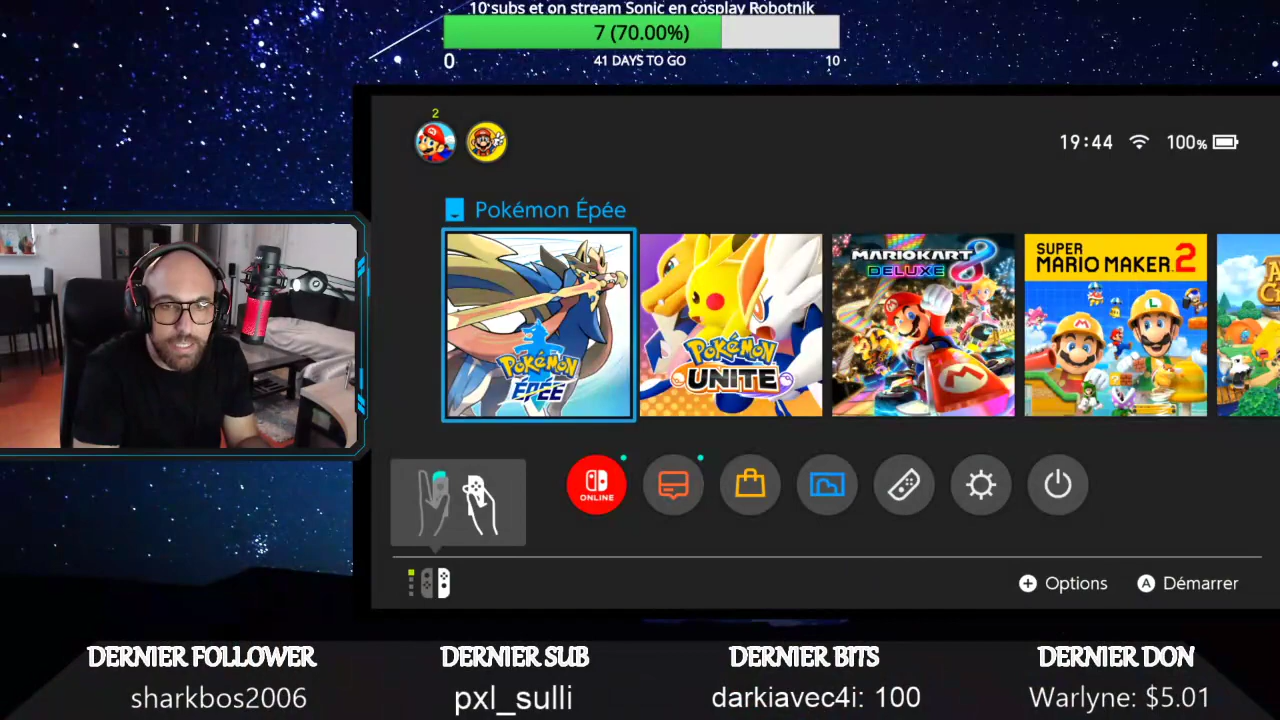 10 subs et on stream Sonic en cosplay Robotnik
7 (70.00%)
0
41 DAYS TO GO
10
2
19:44
100%
Pokémon Épée
POKÉMON
ÉPÉE
POKÉMON
UNITE
MARIOKART 8
DELUXE
SUPER
MARIO MAKER 2
ONLINE
Options
A Démarrer
DERNIER FOLLOWER
sharkbos2006
DERNIER SUB
pxl_sulli
DERNIER BITS
darkiavec4i: 100
DERNIER DON
Warlyne: $5.01